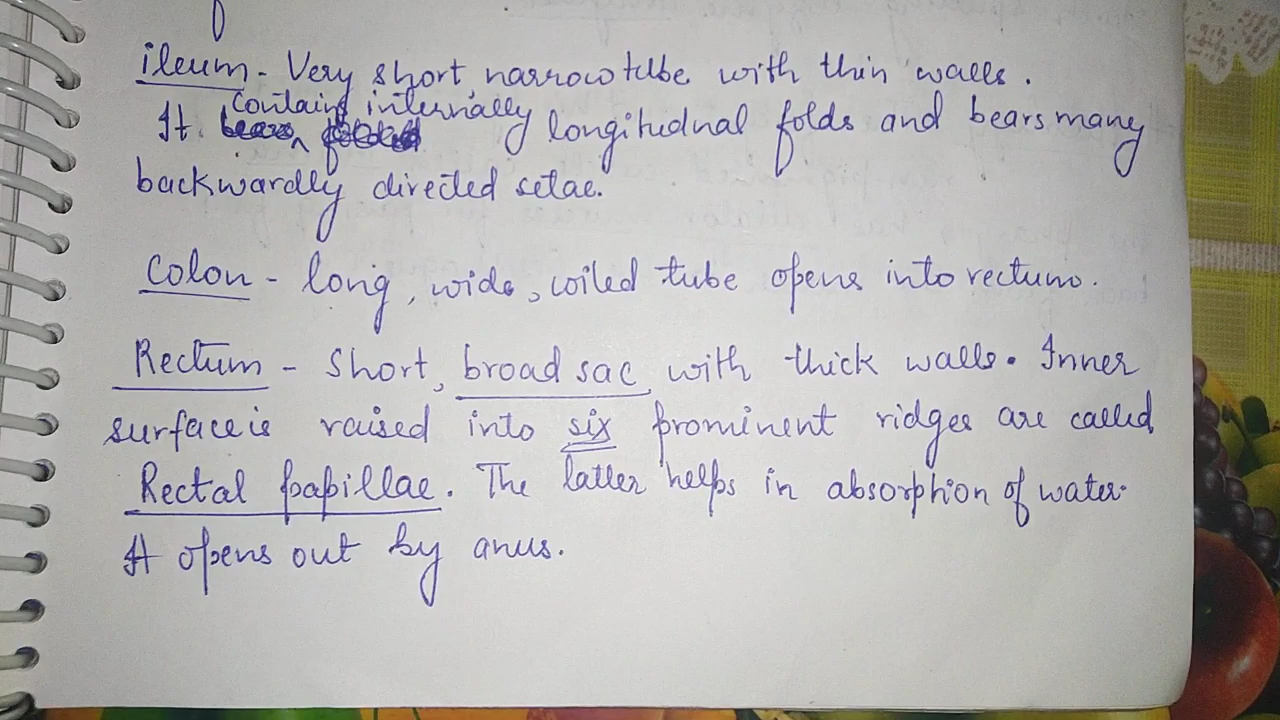 ileum - Very short, narrow tube with thin walls.
It contains internally longitudnal folds and bears many
backwardly directed setae.
Colon - long, wide, coiled tube opens into rectum.
Rectum - Short, broad sac, with thick walls. Inner
surface is raised into six prominent ridges are called
Rectal papillae. The latter helps in absorption of water.
It opens out by anus.